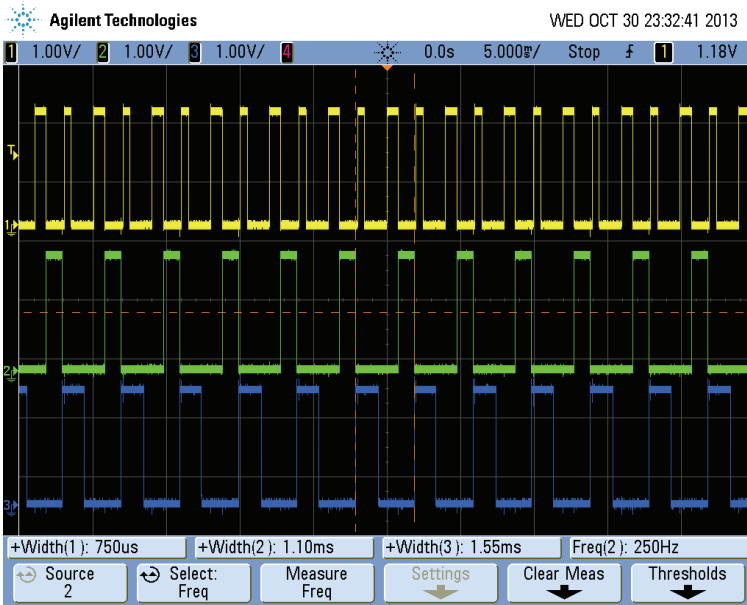 Agilent Technologies WED OCT 30 23:32:41 2013
1 1.00V/ 2 1.00V/ 3 1.00V/ 4 0.0s 5.000㎳/ Stop 1 1.18V
T
1
2
3
+Width(1): 750us +Width(2): 1.10ms +Width(3): 1.55ms Freq(2): 250Hz
Source Select: Measure Settings Clear Meas Thresholds
2 Freq Freq